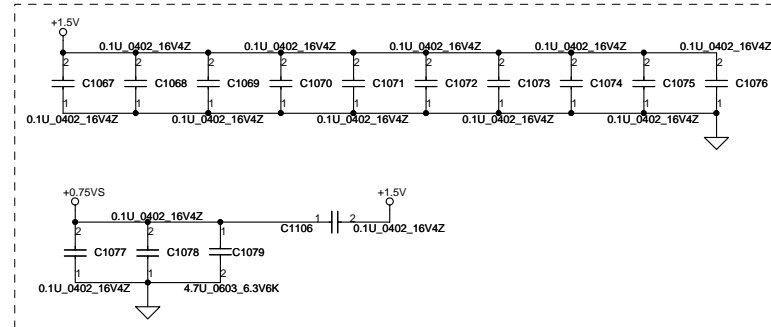 +1.5V
0.1U_0402_16V4Z 0.1U_0402_16V4Z 0.1U_0402_16V4Z 0.1U_0402_16V4Z 0.1U_0402_16V4Z
2 2 2 2 2 2 2 2 2 2
C1067 C1068 C1069 C1070 C1071 C1072 C1073 C1074 C1075 C1076
1 1 1 1 1 1 1 1 1 1
0.1U_0402_16V4Z 0.1U_0402_16V4Z 0.1U_0402_16V4Z 0.1U_0402_16V4Z 0.1U_0402_16V4Z
+0.75VS +1.5V
0.1U_0402_16V4Z 1 2
C1106 0.1U_0402_16V4Z
2 2 1
C1077 C1078 C1079
1 1 2
0.1U_0402_16V4Z 4.7U_0603_6.3V6K